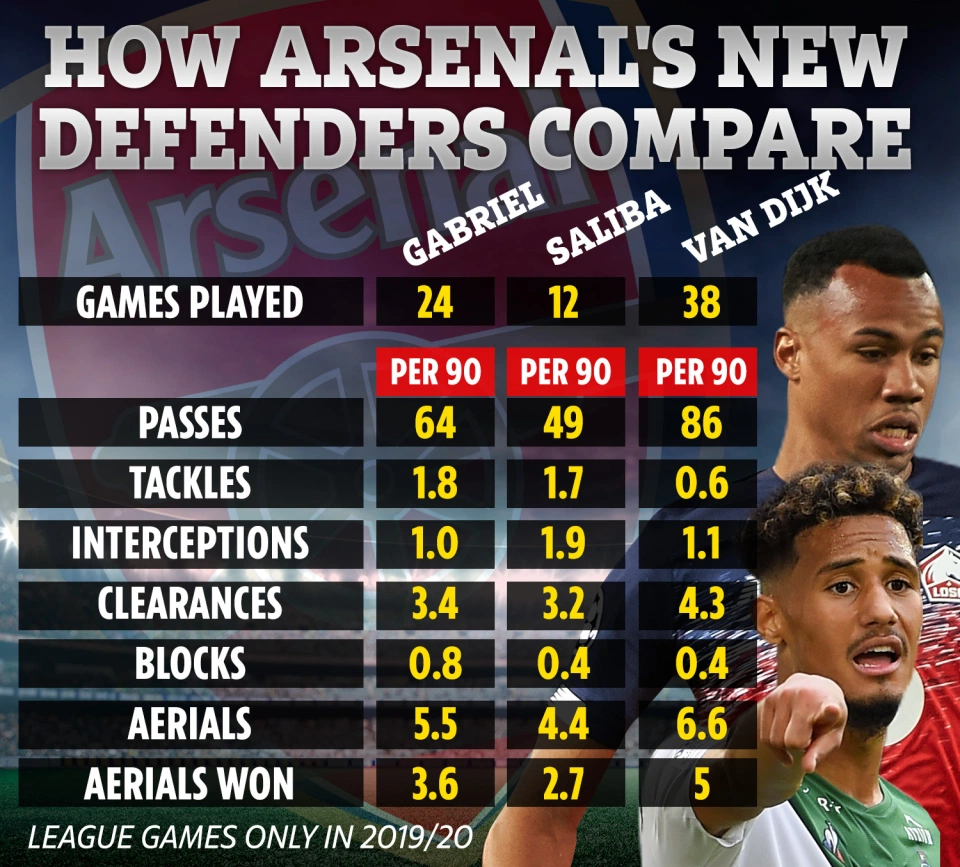 HOW ARSENAL'S NEW
DEFENDERS COMPARE
Arsenal
GABRIEL SALIBA VAN DIJK
GAMES PLAYED 24 12 38
PER 90 PER 90 PER 90
PASSES 64 49 86
TACKLES 1.8 1.7 0.6
INTERCEPTIONS 1.0 1.9 1.1
CLEARANCES 3.4 3.2 4.3
BLOCKS 0.8 0.4 0.4
AERIALS 5.5 4.4 6.6
AERIALS WON 3.6 2.7 5
LEAGUE GAMES ONLY IN 2019/20